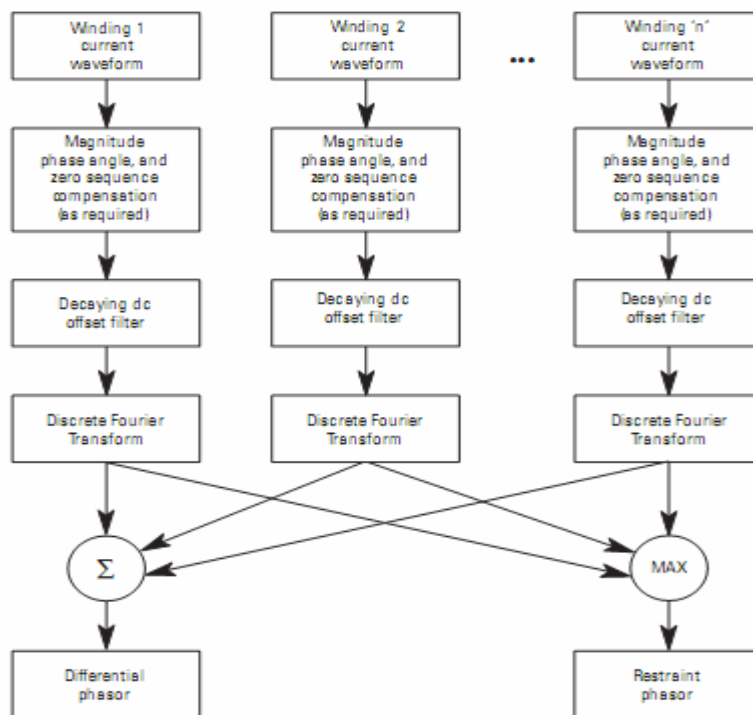 Winding 1
current
waveform
Winding 2
current
waveform
...
Winding 'n'
current
waveform
Magnitude
phase angle, and
zero sequence
compensation
(as required)
Magnitude
phase angle, and
zero sequence
compensation
(as required)
Magnitude
phase angle, and
zero sequence
compensation
(as required)
Decaying dc
offset filter
Decaying dc
offset filter
Decaying dc
offset filter
Discrete Fourier
Transform
Discrete Fourier
Transform
Discrete Fourier
Transform
Σ
MAX
Differential
phasor
Restraint
phasor